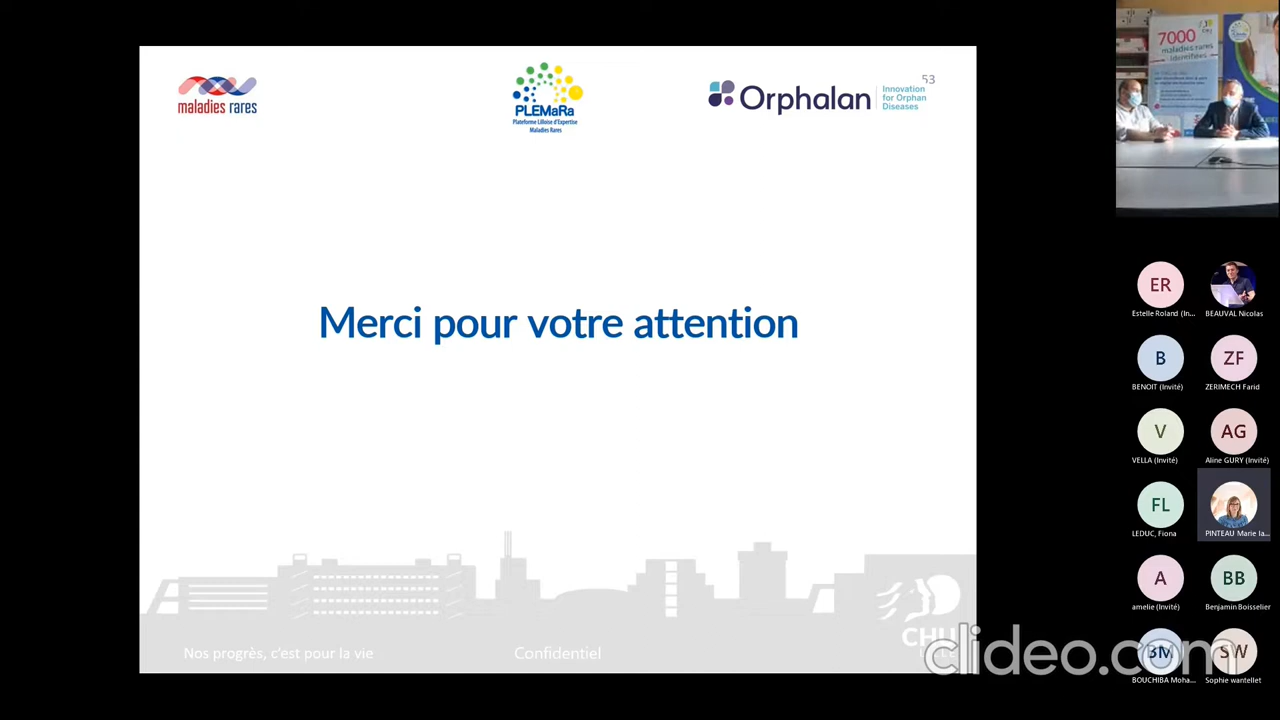 maladies rares
PLEMaRa
Plateforme Lilloise d'Expertise
Maladies Rares
Orphalan
Innovation
for Orphan
Diseases
53
Merci pour votre attention
Nos progrès, c'est pour la vie
Confidentiel
CHU
clideo.com
7000
maladies rares
identifiées
ER
Estelle Roland (In...
BEAUVAL Nicolas
B
BENOIT (Invité)
ZF
ZERIMECH Farid
V
VELLA (Invité)
AG
Aline GURY (Invité)
FL
LEDUC, Fiona
PINTEAU Marie la...
A
amelie (Invité)
BB
Benjamin Boisselier
BM
BOUCHIBA Moha...
SW
Sophie wantellet